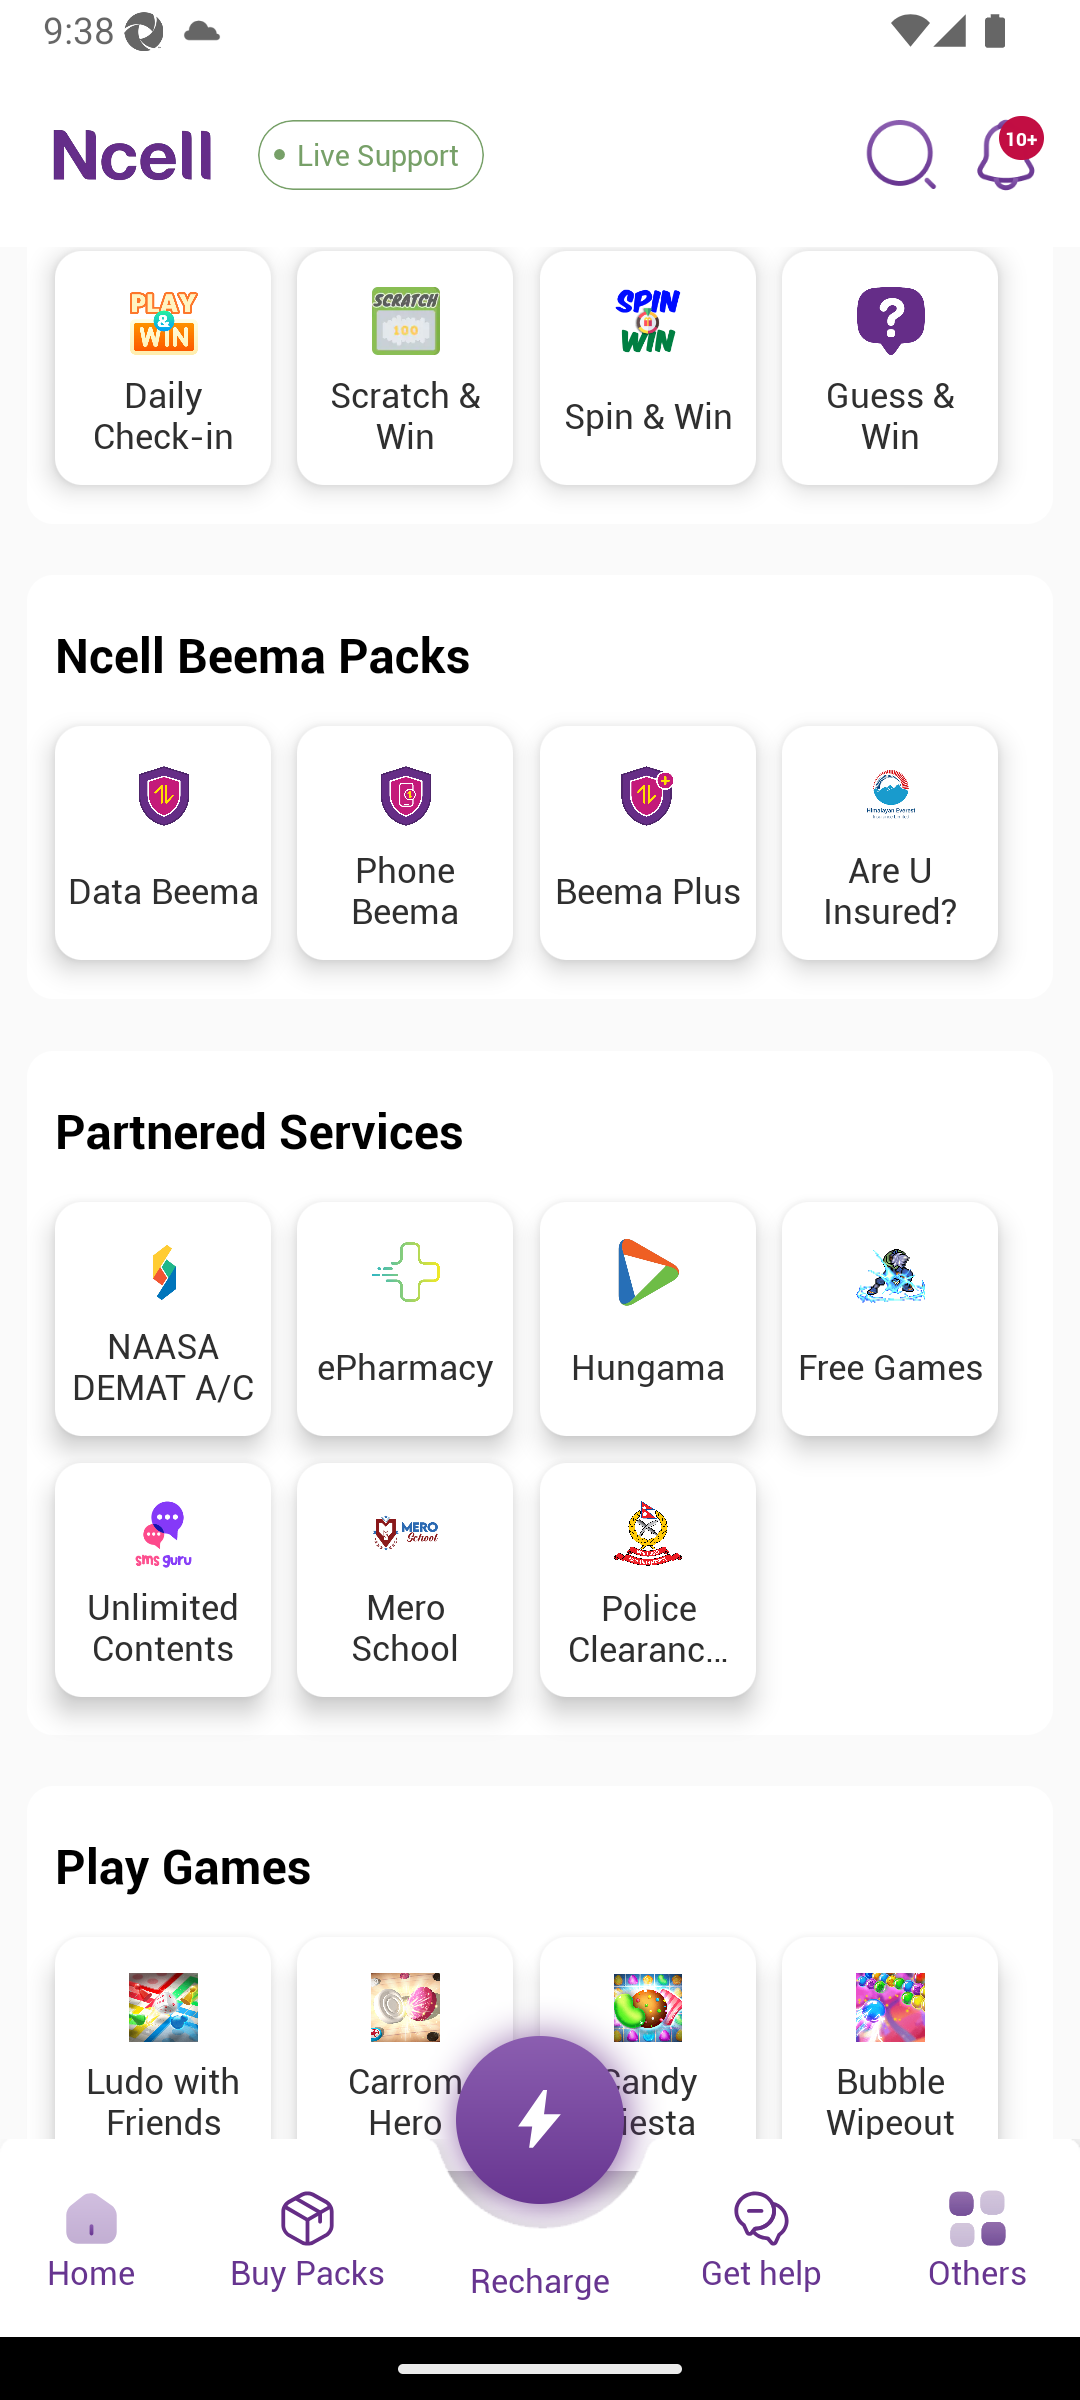 9:38
Ncell
Live Support
10+
PLAY
&
WIN
Daily
Check-in
SCRATCH
100
Scratch &
Win
SPIN
WIN
Spin & Win
?
Guess &
Win
Ncell Beema Packs
Data Beema
Phone
Beema
Beema Plus
Himalayan Everest
Are U
Insured?
Partnered Services
NAASA
DEMAT A/C
ePharmacy
Hungama
Free Games
sms guru
Unlimited
Contents
MERO
School
Mero
School
Police
Clearanc...
Play Games
Ludo with
Friends
Carrom
Hero
Candy
iesta
Bubble
Wipeout
Home
Buy Packs
Recharge
Get help
Others